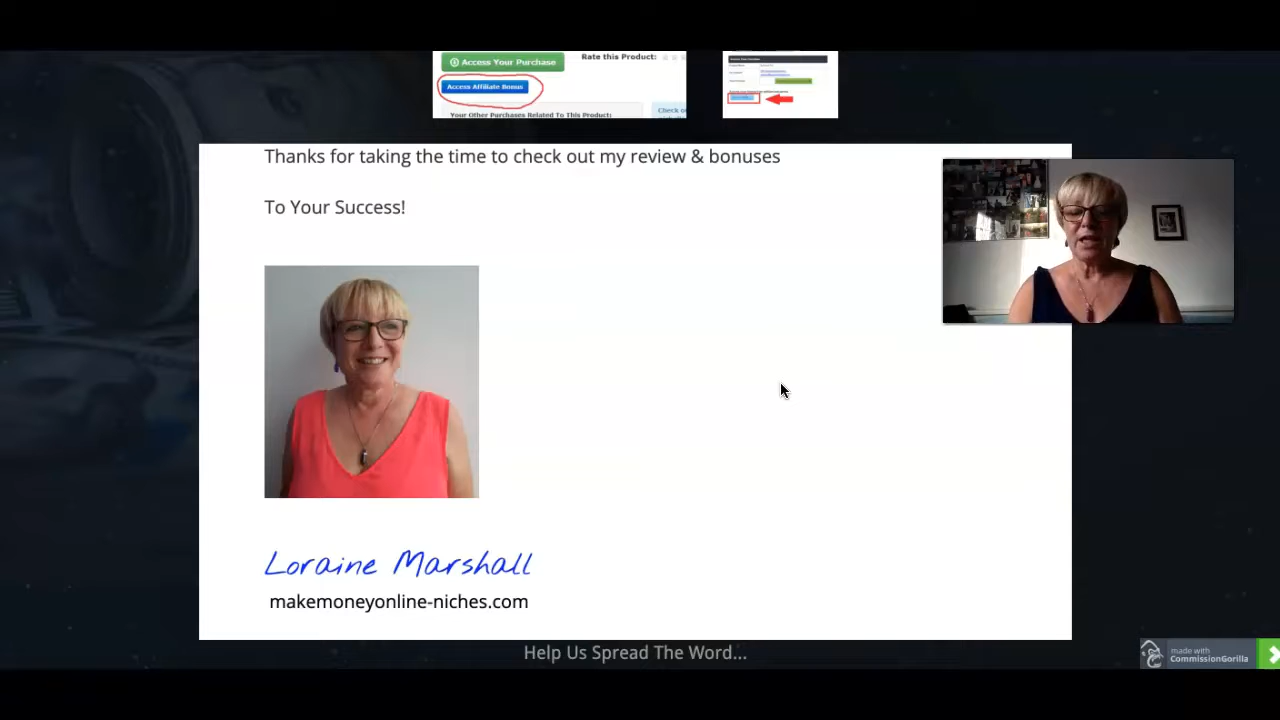 Access Your Purchase
Rate this Product:
Access Affiliate Bonus
Your Other Purchases Related To This Product:
Check o
Thanks for taking the time to check out my review & bonuses
To Your Success!
Loraine Marshall
makemoneyonline-niches.com
Help Us Spread The Word...
made with
CommissionGorilla